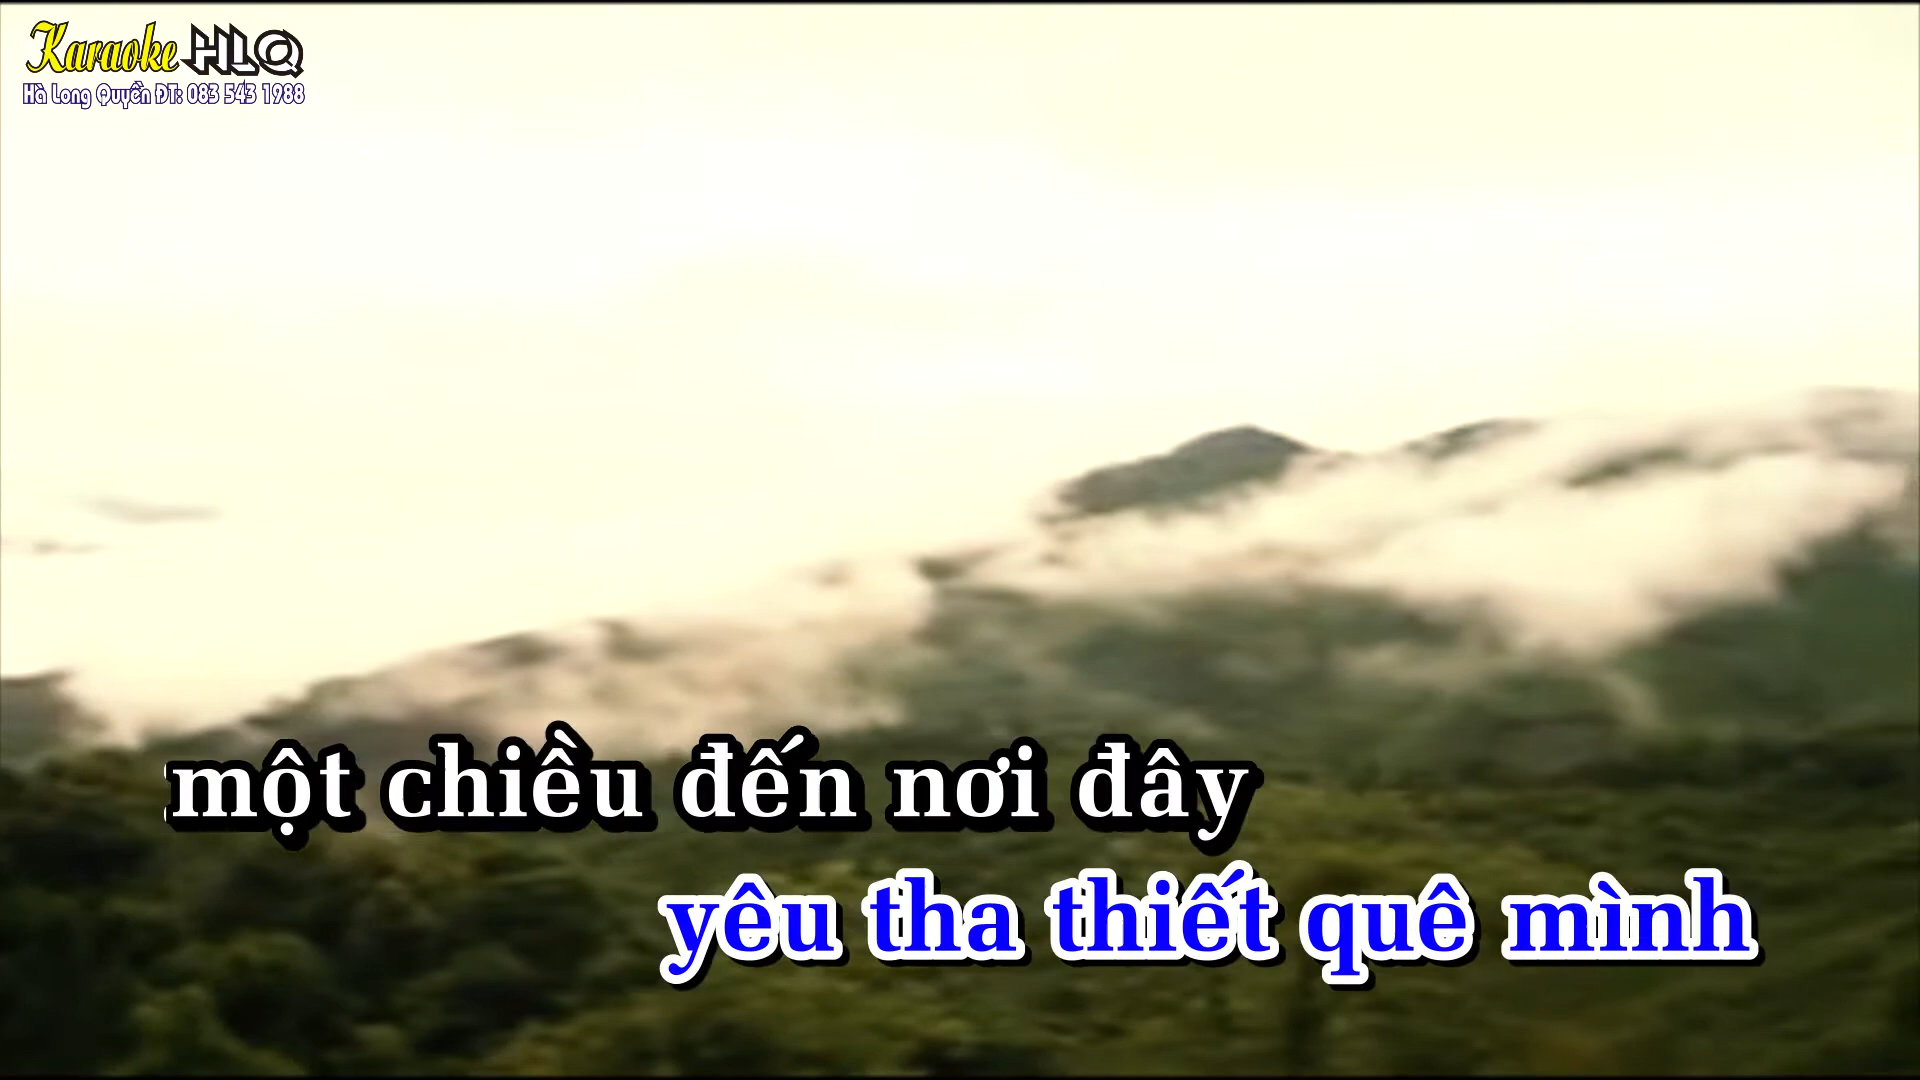 Karaoke HLQ
Hà Long Quyền ĐT: 083 543 1988
một chiều đến nơi đây
yêu tha thiết quê mình